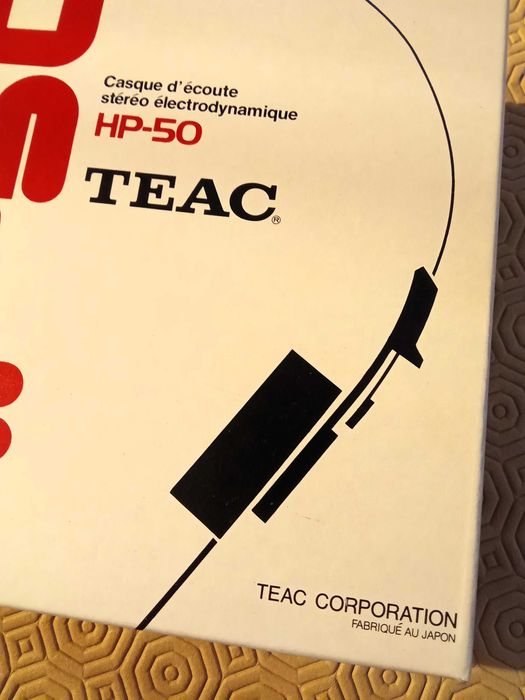 Casque d'écoute
stéréo électrodynamique
HP-50
TEAC®
TEAC CORPORATION
FABRIQUÉ AU JAPON